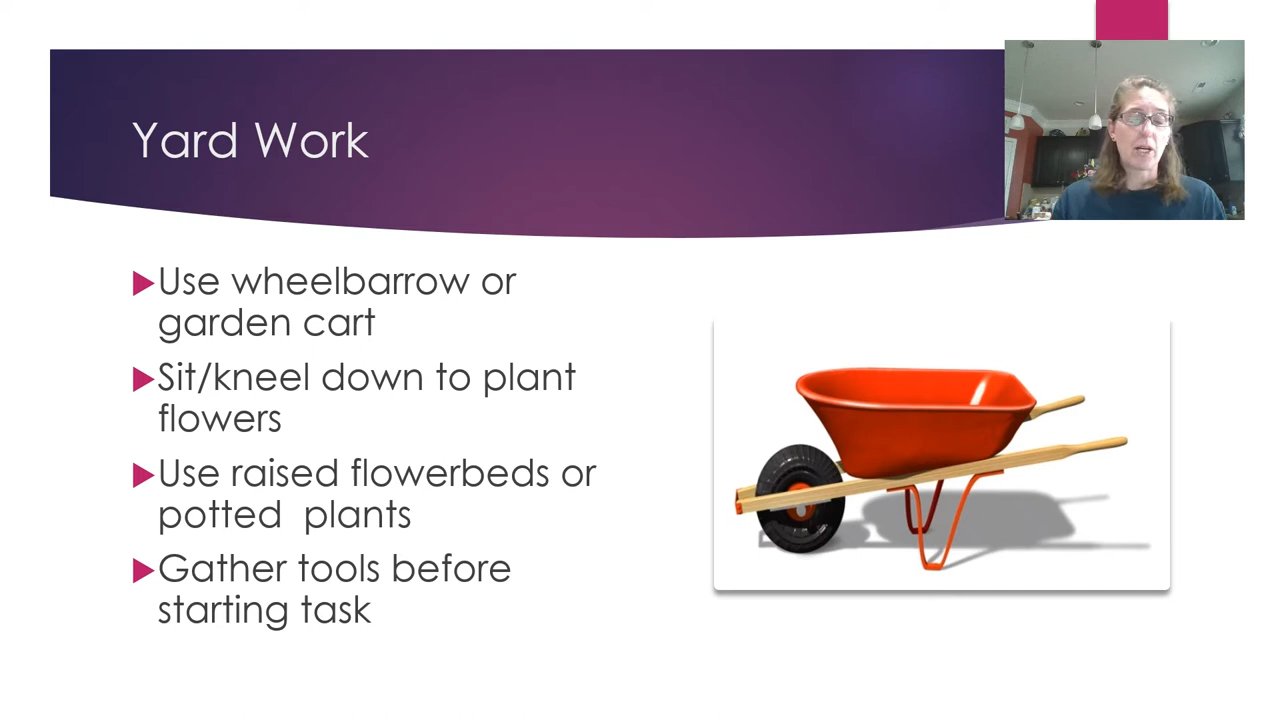 Yard Work
Use wheelbarrow or
garden cart
Sit/kneel down to plant
flowers
Use raised flowerbeds or
potted  plants
Gather tools before
starting task